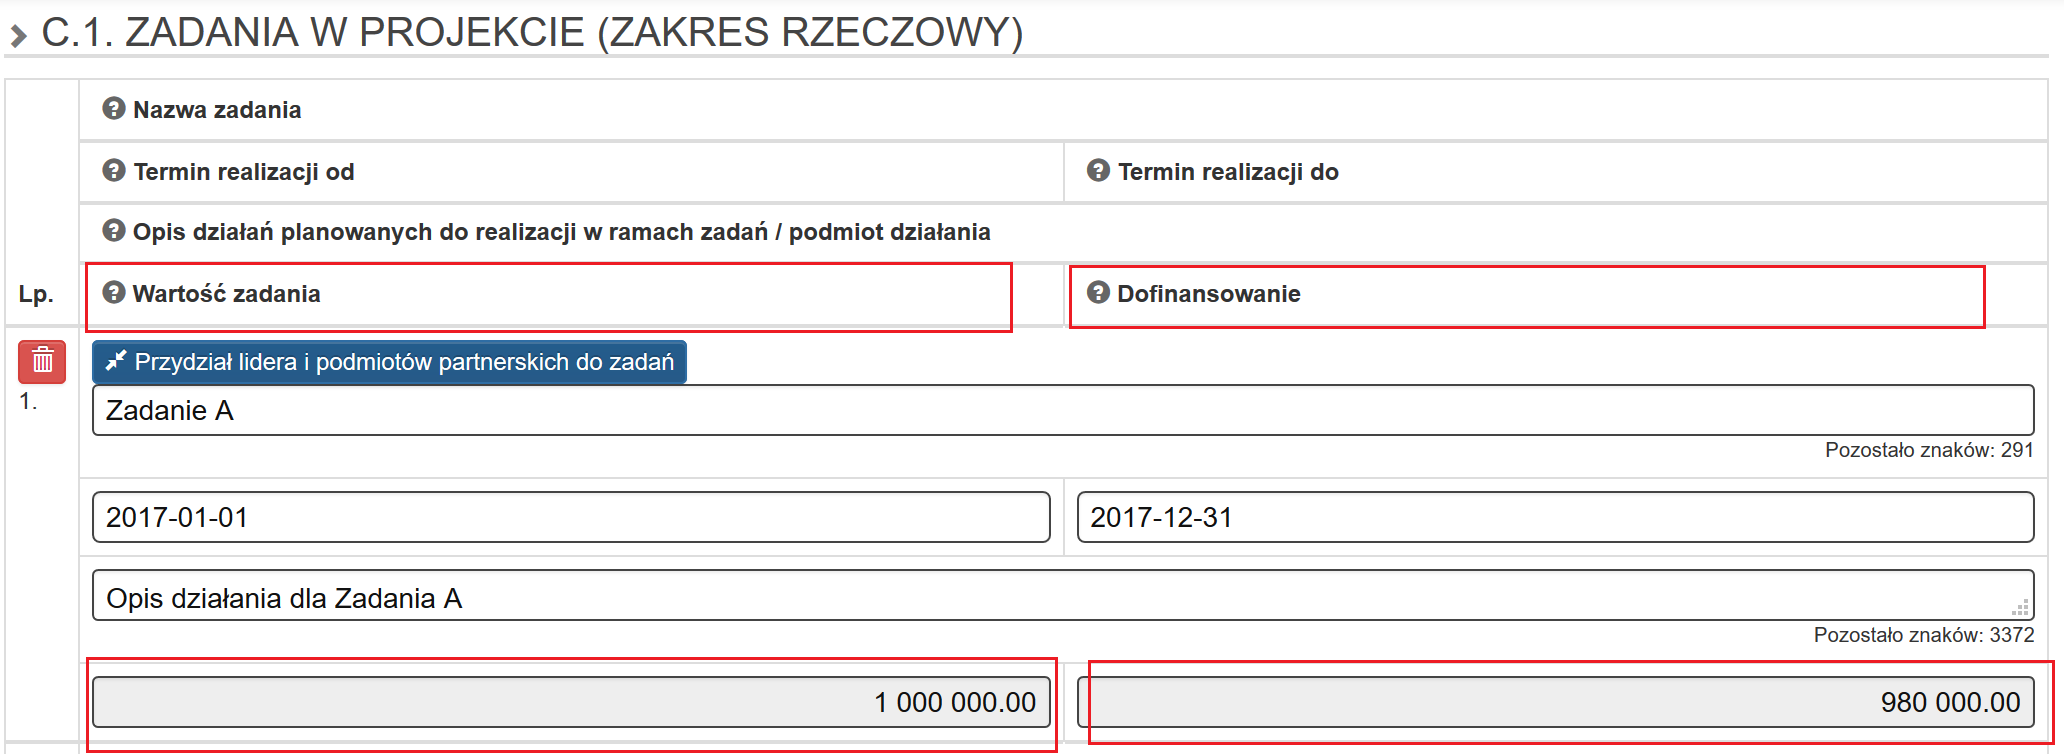 C.1. ZADANIA W PROJEKCIE (ZAKRES RZECZOWY)
Nazwa zadania
Termin realizacji od
Termin realizacji do
Opis działań planowanych do realizacji w ramach zadań / podmiot działania
Lp.
Wartość zadania
Dofinansowanie
Przydział lidera i podmiotów partnerskich do zadań
1.
Zadanie A
Pozostało znaków: 291
2017-01-01
2017-12-31
Opis działania dla Zadania A
Pozostało znaków: 3372
1 000 000.00
980 000.00